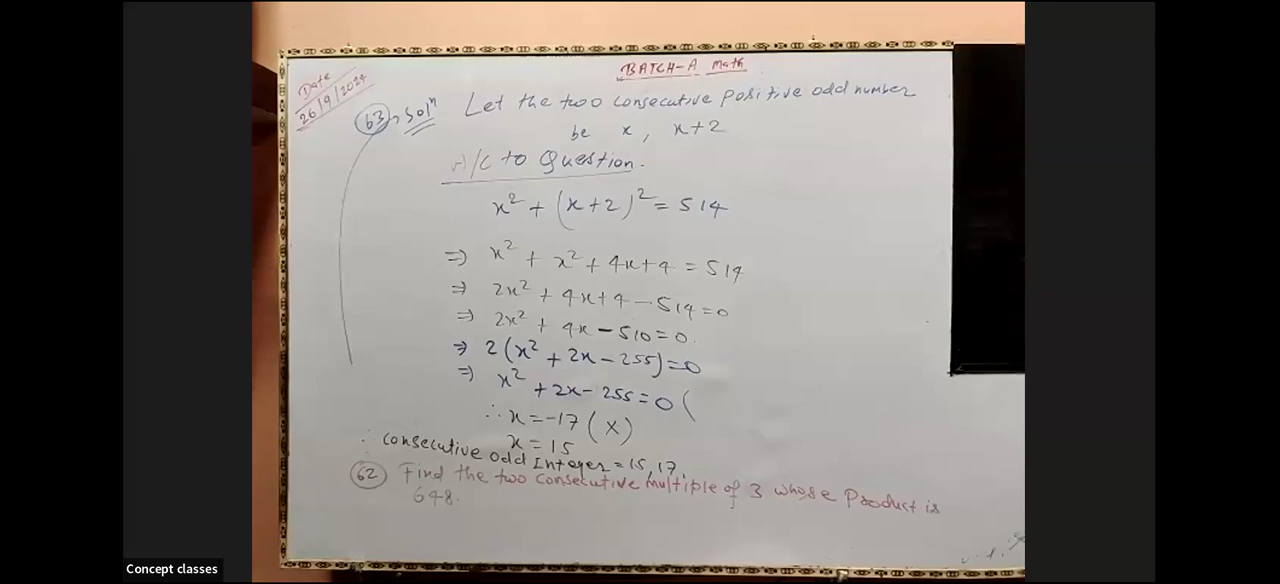 BATCH-A Math
Date
26/9/2024
63 Solⁿ Let the two consecutive positive odd number
be x, x+2
A/C to Question.
x² + (x+2)² = 514
⇒ x² + x² + 4x+4 = 514
⇒ 2x² + 4x+4 - 514 = 0
⇒ 2x² + 4x - 510 = 0.
⇒ 2(x² + 2x - 255) = 0
⇒ x² + 2x - 255 = 0 (
∴ x = -17 (X)
x = 15
∴ consecutive odd Integer = 15, 17,
62 Find the two consecutive multiple of 3 whose Product is
648.
Concept classes